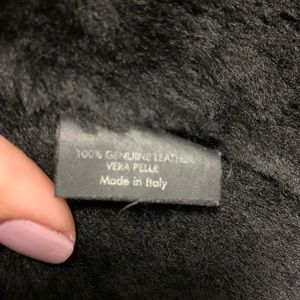 100% GENUINE LEATHER
VERA PELLE
Made in Italy